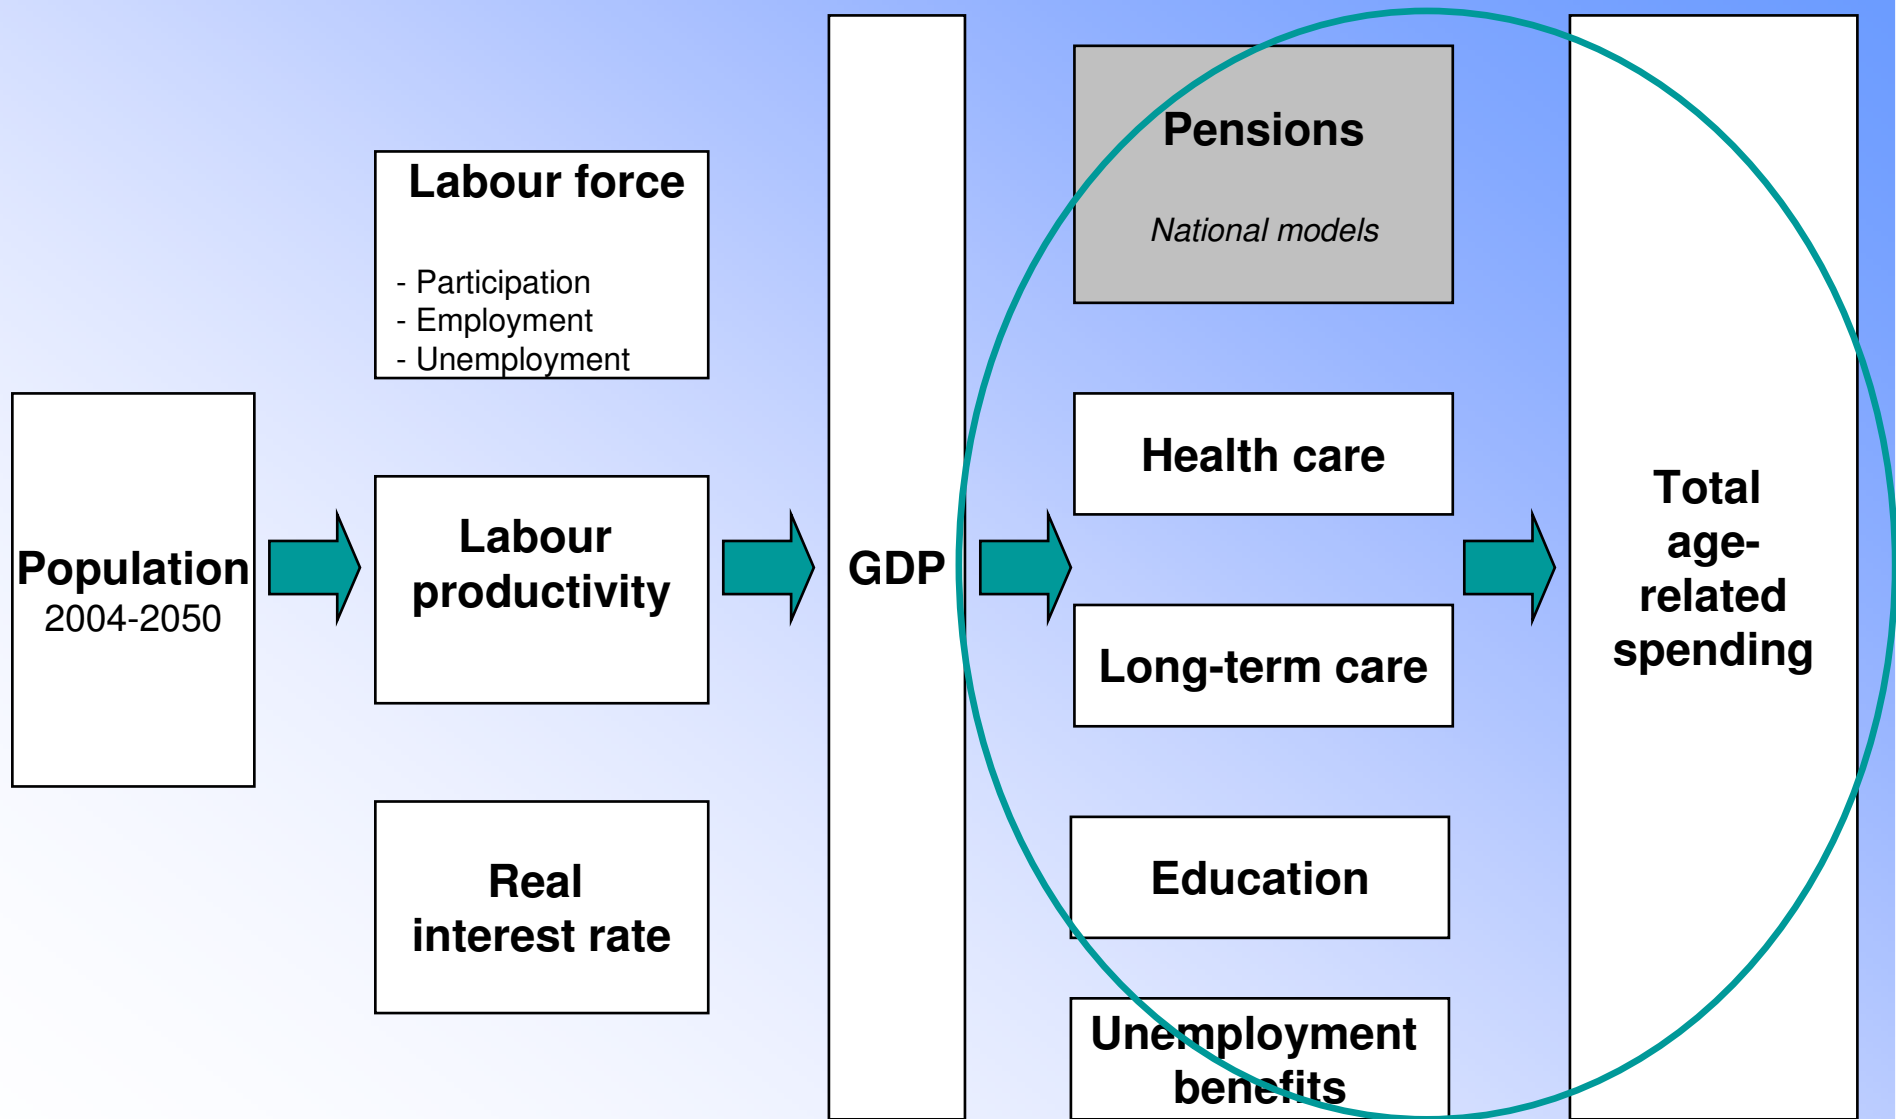 Population
2004-2050
Labour force
- Participation
- Employment
- Unemployment
Labour
productivity
Real
interest rate
GDP
Pensions
National models
Health care
Long-term care
Education
Unemployment
benefits
Total
age-
related
spending